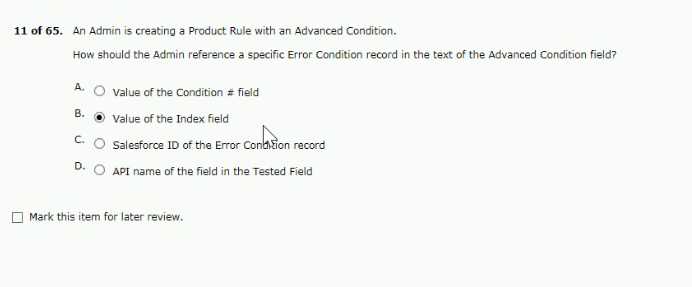 11 of 65. An Admin is creating a Product Rule with an Advanced Condition.
How should the Admin reference a specific Error Condition record in the text of the Advanced Condition field?
A. Value of the Condition # field
B. Value of the Index field
C. Salesforce ID of the Error Condition record
D. API name of the field in the Tested Field
Mark this item for later review.